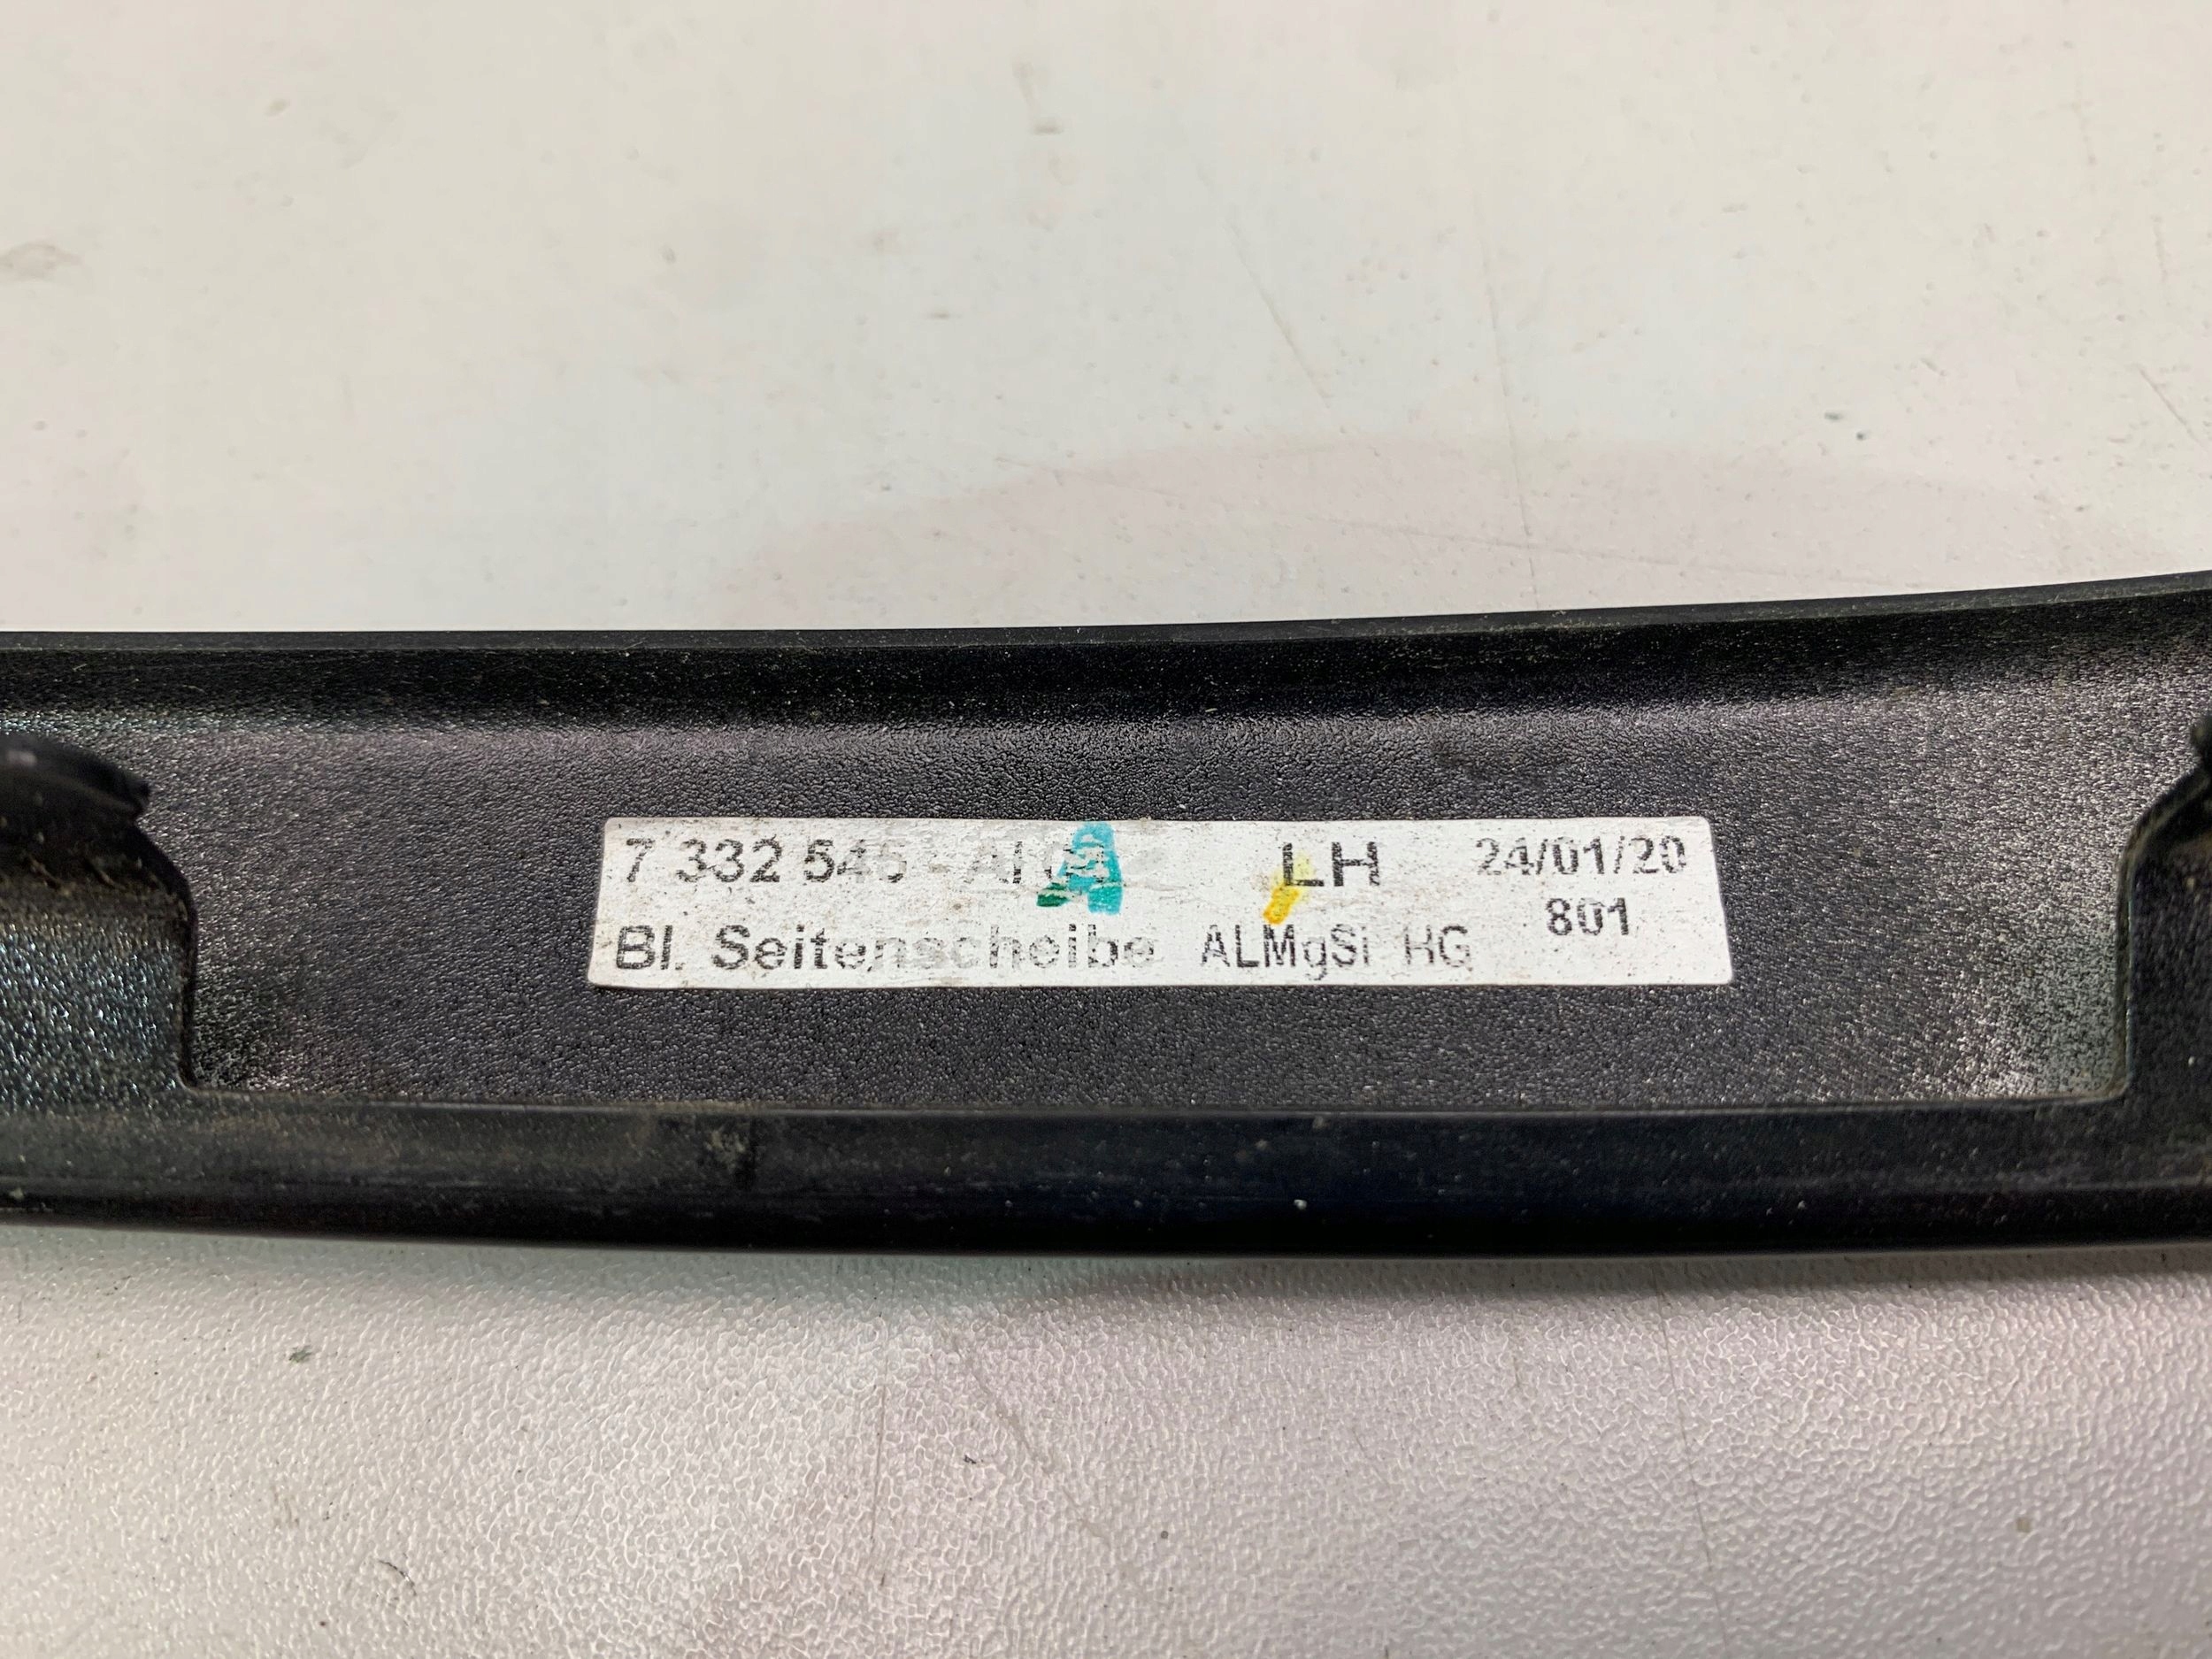 7 332 545 - LH 24/01/20
801
Bl. Seitenscheibe ALMgSi HG